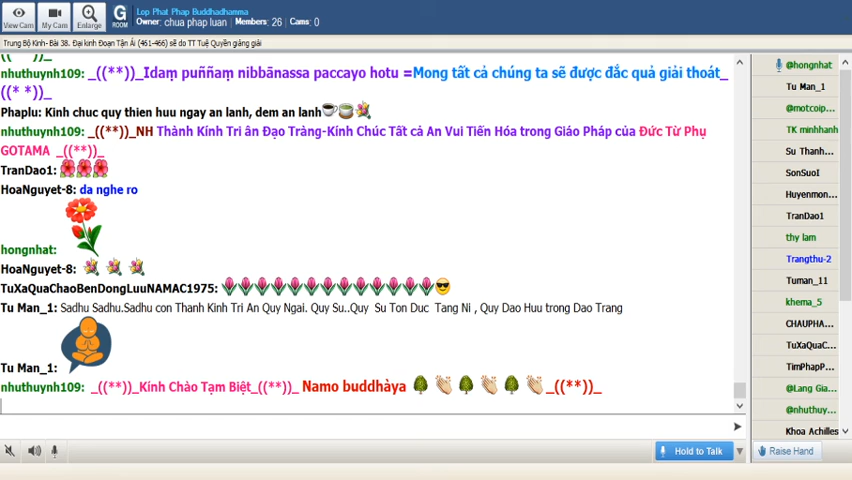 Lop Phat Phap Buddhadhamma
Owner: chua phap luan Members: 26 Cams: 0
View Cam My Cam Enlarge G ROOM
Trung Bộ Kinh- Bài 38. Đại kinh Đoạn Tận Ái (461-466) sẽ do TT Tuệ Quyền giảng giải
nhuthuynh109: _((**)_Idaṃ puññaṃ nibbānassa paccayo hotu =Mong tất cả chúng ta sẽ được đắc quả giải thoát_
((* *)_
Phaplu: Kinh chuc quy thien huu ngay an lanh, dem an lanh
nhuthuynh109: _((**)_NH Thành Kính Tri ân Đạo Tràng-Kính Chúc Tất cả An Vui Tiến Hóa trong Giáo Pháp của Đức Từ Phụ
GOTAMA _((**)_
TranDao1:
HoaNguyet-8: da nghe ro
hongnhat:
HoaNguyet-8:
TuXaQuaChaoBenDongLuuNAMAC1975:
Tu Man_1: Sadhu Sadhu.Sadhu con Thanh Kinh Tri An Quy Ngai. Quy Su..Quy Su Ton Duc Tang Ni , Quy Dao Huu trong Dao Trang
Tu Man_1:
nhuthuynh109: _((**)_Kính Chào Tạm Biệt_((**)_ Namo buddhàya _((**)_
Hold to Talk
@hongnhat
Tu Man_1
@motcoip...
TK minhhanh
Su Thanh...
SonSuoI
Huyenmon...
TranDao1
thy lam
Trangthu-2
Tuman_11
khema_5
CHAUPHA...
TuXaQuaC...
TimPhapP...
@Lang Gia...
@nhuthuy...
Khoa Achilles
Raise Hand